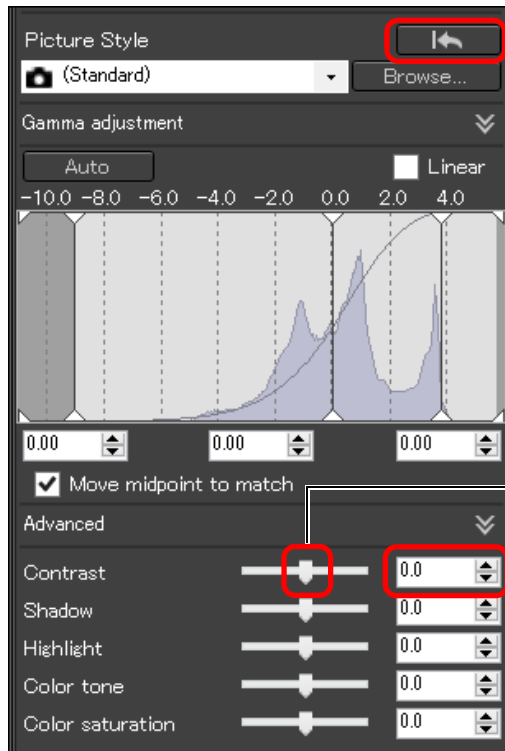 Picture Style
(Standard) Browse...
Gamma adjustment
Auto Linear
-10.0 -8.0 -6.0 -4.0 -2.0 0.0 2.0 4.0
0.00 0.00 0.00
Move midpoint to match
Advanced
Contrast 0.0
Shadow 0.0
Highlight 0.0
Color tone 0.0
Color saturation 0.0